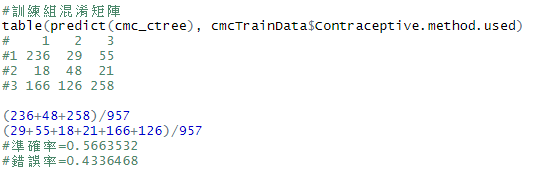 #訓練組混淆矩陣
table(predict(cmc_ctree), cmcTrainData$Contraceptive.method.used)
#    1   2   3
#1 236  29  55
#2  18  48  21
#3 166 126 258
(236+48+258)/957
(29+55+18+21+166+126)/957
#準確率=0.5663532
#錯誤率=0.4336468